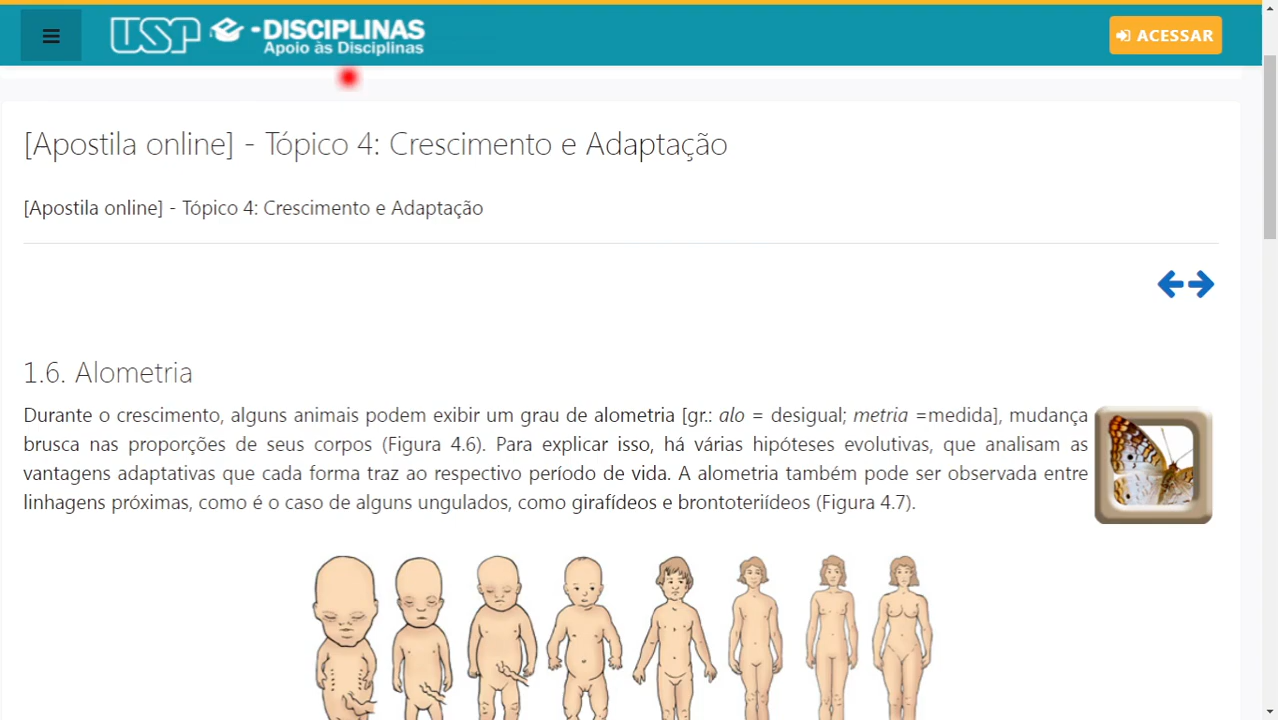 USP e-DISCIPLINAS
Apoio às Disciplinas
ACESSAR
[Apostila online] - Tópico 4: Crescimento e Adaptação
[Apostila online] - Tópico 4: Crescimento e Adaptação
1.6. Alometria
Durante o crescimento, alguns animais podem exibir um grau de alometria [gr.: alo = desigual; metria =medida], mudança
brusca nas proporções de seus corpos (Figura 4.6). Para explicar isso, há várias hipóteses evolutivas, que analisam as
vantagens adaptativas que cada forma traz ao respectivo período de vida. A alometria também pode ser observada entre
linhagens próximas, como é o caso de alguns ungulados, como girafídeos e brontoteriídeos (Figura 4.7).